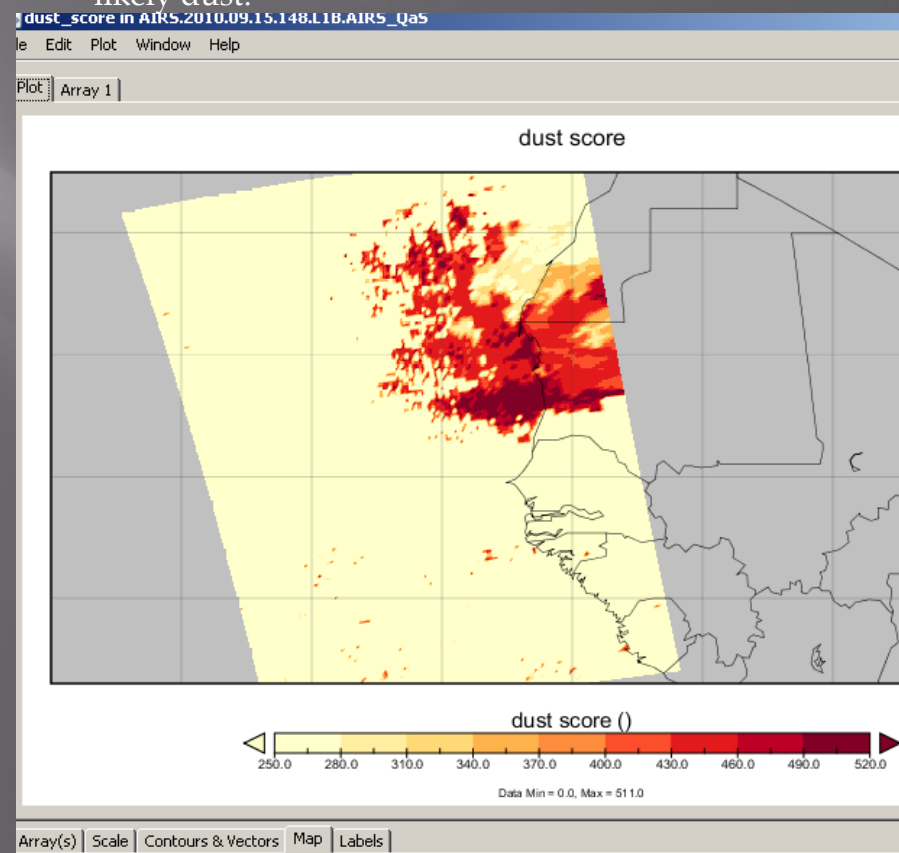 likely dust.
dust_score in AIRS.2010.09.15.148.L1B.AIRS_QaS
le Edit Plot Window Help
Plot Array 1
dust score
dust score ()
250.0 280.0 310.0 340.0 370.0 400.0 430.0 460.0 490.0 520.0
Data Min = 0.0, Max = 511.0
Array(s) Scale Contours & Vectors Map Labels